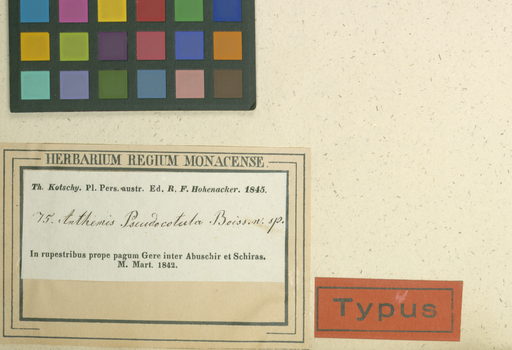 HERBARIUM REGIUM MONACENSE
Th. Kotschy. Pl. Pers. austr. Ed. R. F. Hohenacker. 1845.
75. Anthemis Pseudocotula Boiss. n. sp.
In rupestribus prope pagum Gere inter Abuschir et Schiras.
M. Mart. 1842.
Typus